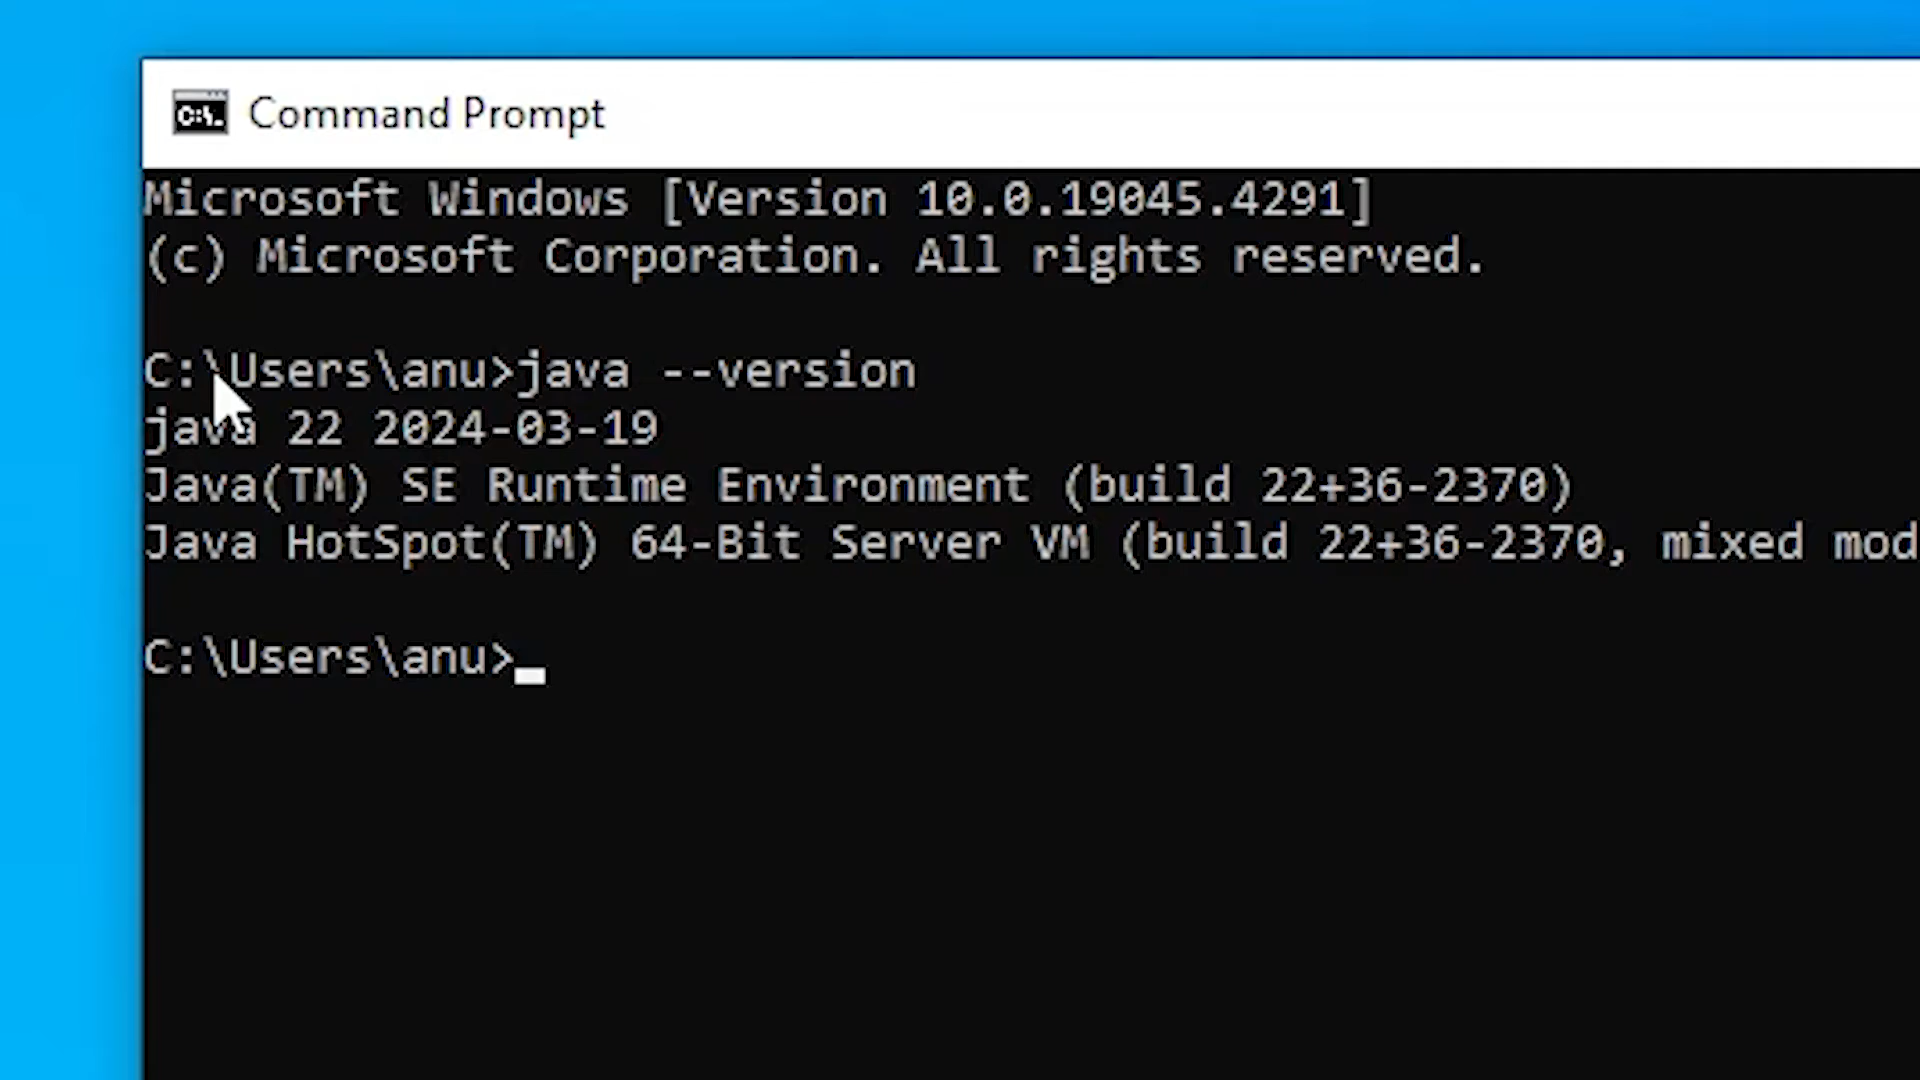 C:\.
Command Prompt
Microsoft Windows [Version 10.0.19045.4291]
(c) Microsoft Corporation. All rights reserved.
C:\Users\anu>java --version
java 22 2024-03-19
Java(TM) SE Runtime Environment (build 22+36-2370)
Java HotSpot(TM) 64-Bit Server VM (build 22+36-2370, mixed mod
C:\Users\anu>